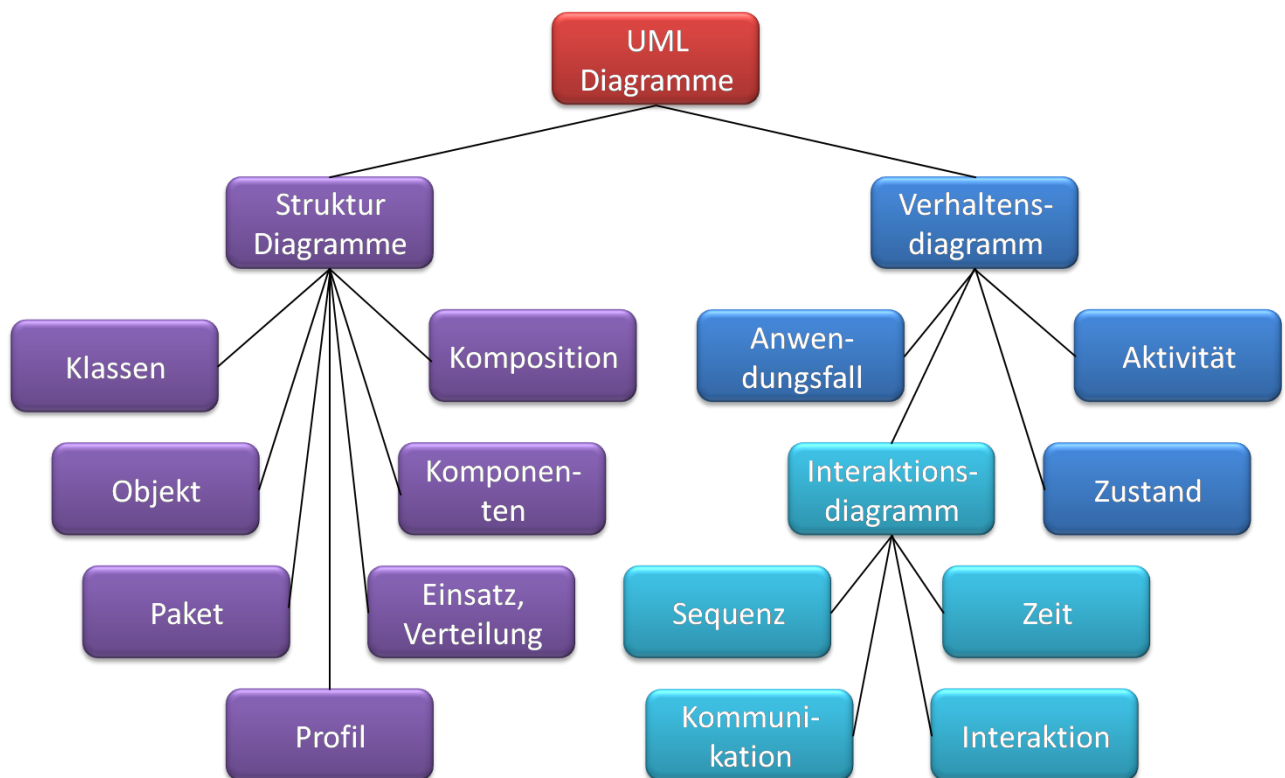 UML
Diagramme
Struktur
Diagramme
Verhaltens-
diagramm
Klassen
Komposition
Anwen-
dungsfall
Aktivität
Objekt
Komponen-
ten
Interaktions-
diagramm
Zustand
Paket
Einsatz,
Verteilung
Sequenz
Zeit
Profil
Kommuni-
kation
Interaktion